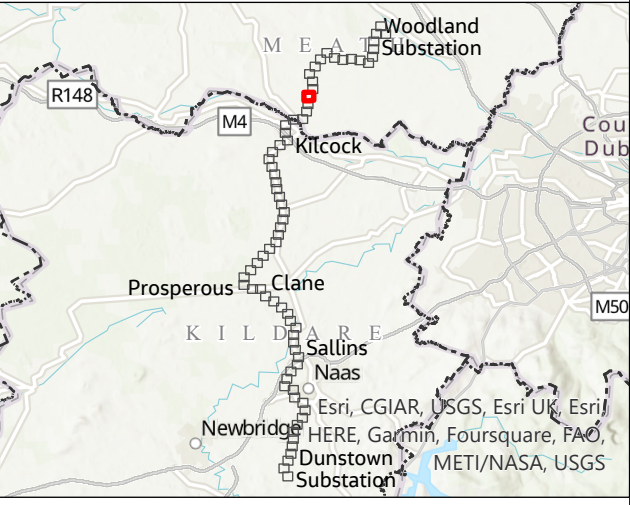 Woodland
Substation
M E A T H
R148
M4
Cou
Dub
Kilcock
Prosperous
Clane
M50
K I L D A R E
Sallins
Naas
Esri, CGIAR, USGS, Esri UK, Esri,
Newbridge
HERE, Garmin, Foursquare, FAO,
METI/NASA, USGS
Dunstown
Substation